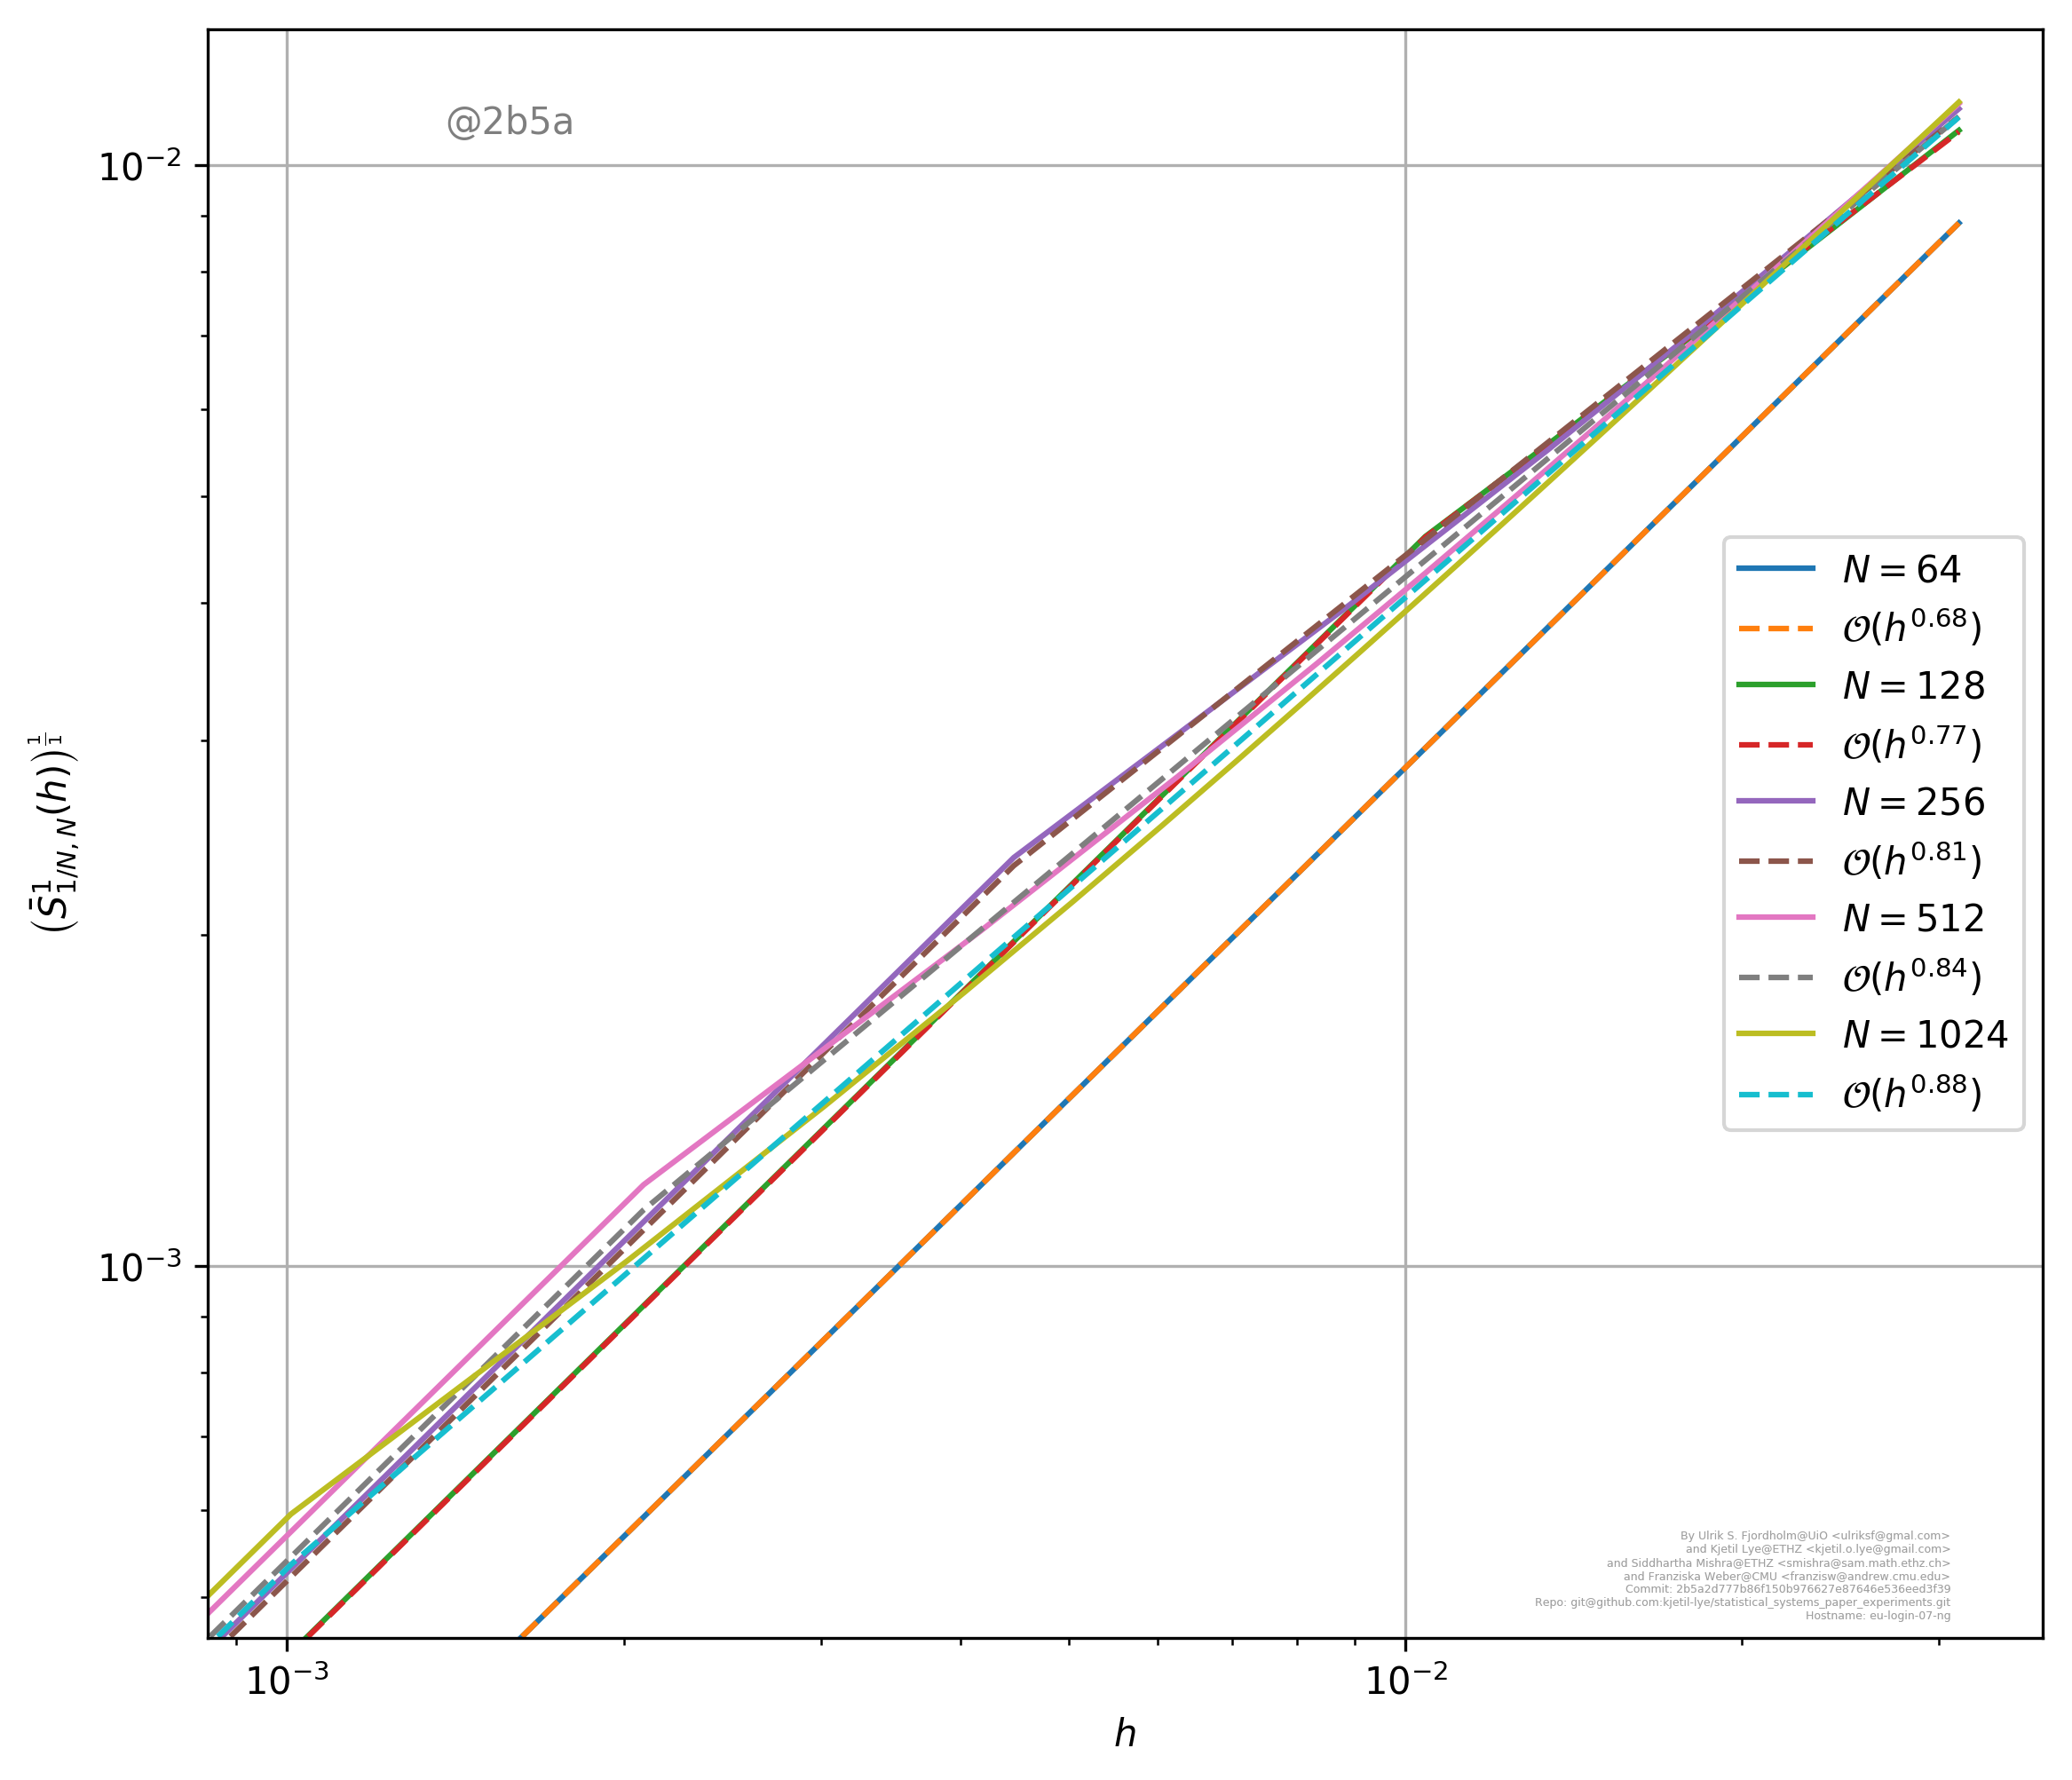 @2b5a
10⁻²
10⁻³
(S̄¹₁/N, N(h))^1/1
N = 64
𝒪(h^0.68)
N = 128
𝒪(h^0.77)
N = 256
𝒪(h^0.81)
N = 512
𝒪(h^0.84)
N = 1024
𝒪(h^0.88)
By Ulrik S. Fjordholm@UiO <ulriksf@gmal.com>
and Kjetil Lye@ETHZ <kjetil.o.lye@gmail.com>
and Siddhartha Mishra@ETHZ <smishra@sam.math.ethz.ch>
and Franziska Weber@CMU <franzisw@andrew.cmu.edu>
Commit: 2b5a2d777b86f150b976627e87646e536eed3f39
Repo: git@github.com:kjetil-lye/statistical_systems_paper_experiments.git
Hostname: eu-login-07-ng
10⁻³
10⁻²
h